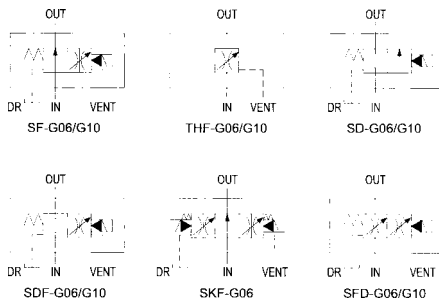 OUT OUT OUT
DR IN VENT IN VENT DR IN
SF-G06/G10 THF-G06/G10 SD-G06/G10
OUT OUT OUT
DR IN VENT DR IN VENT DR IN VENT
SDF-G06/G10 SKF-G06 SFD-G06/G10